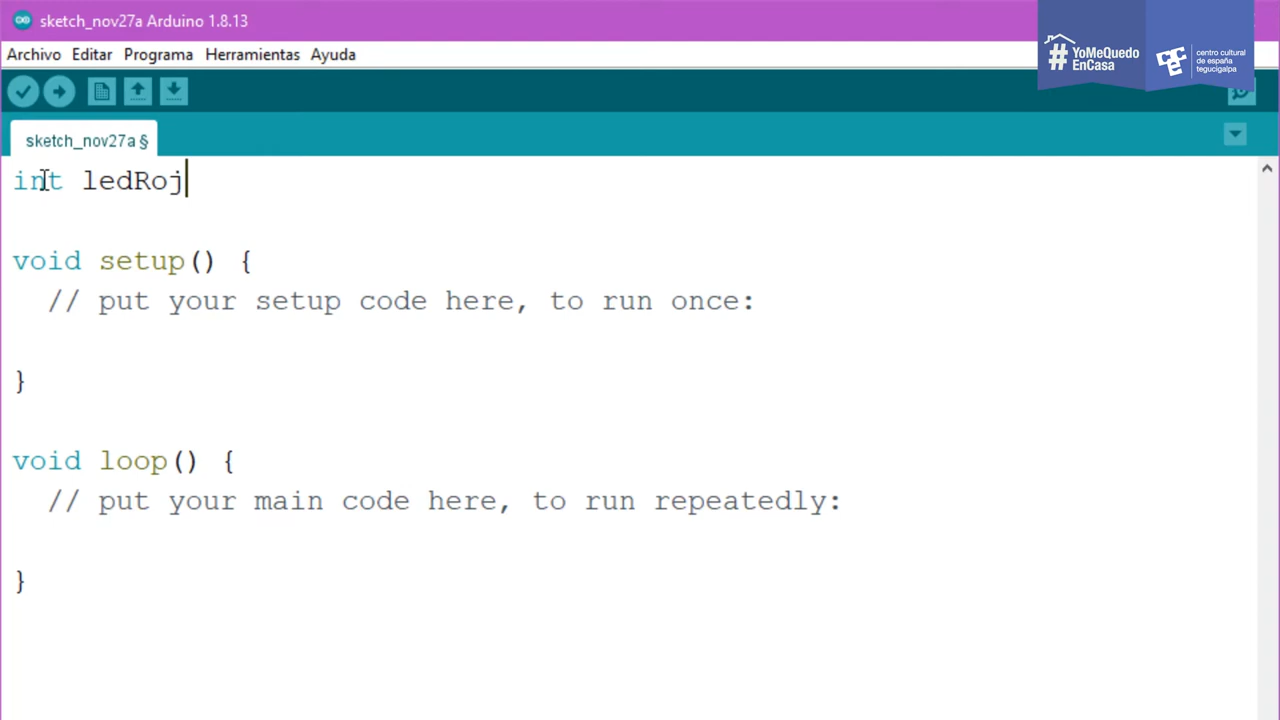 sketch_nov27a Arduino 1.8.13
Archivo Editar Programa Herramientas Ayuda
#YoMeQuedo
EnCasa
cce
centro cultural
de españa
tegucigalpa
sketch_nov27a §
int ledRoj
void setup() {
  // put your setup code here, to run once:
}
void loop() {
  // put your main code here, to run repeatedly:
}